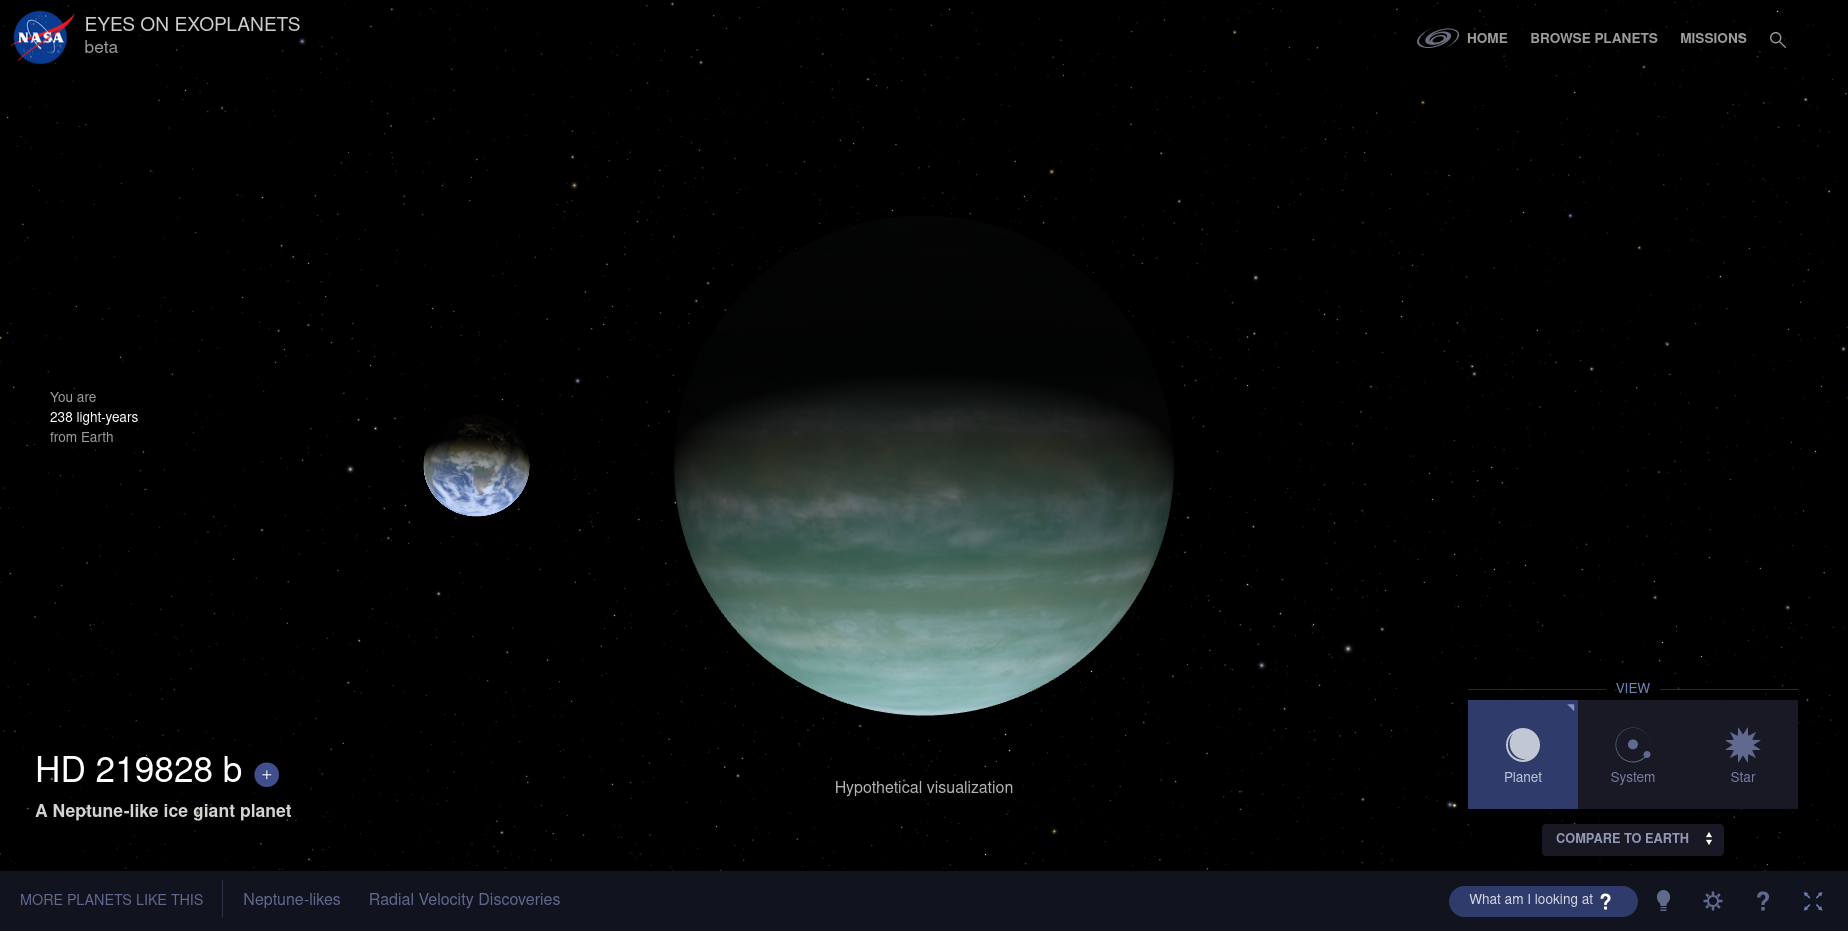 NASA
EYES ON EXOPLANETS
beta
HOME
BROWSE PLANETS
MISSIONS
You are
238 light-years
from Earth
HD 219828 b +
A Neptune-like ice giant planet
Hypothetical visualization
VIEW
Planet
System
Star
COMPARE TO EARTH
MORE PLANETS LIKE THIS
Neptune-likes
Radial Velocity Discoveries
What am I looking at ?
?